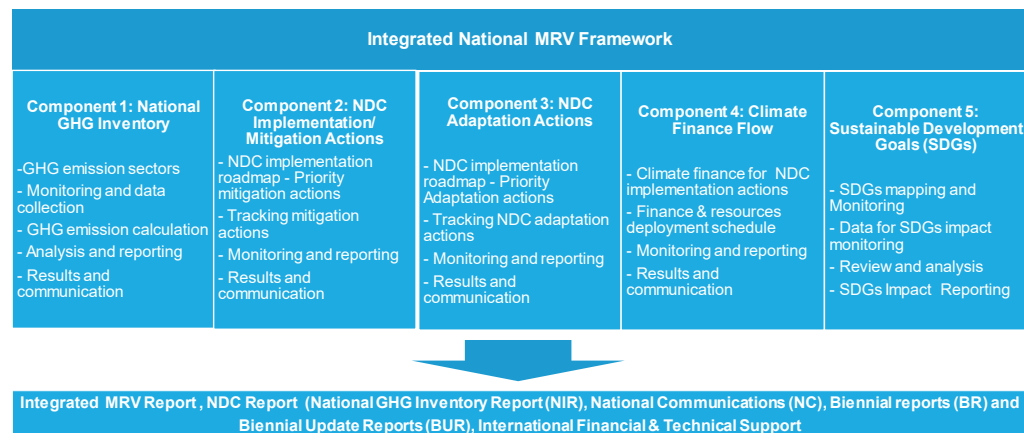 Integrated National MRV Framework
Component 1: National
GHG Inventory
-GHG emission sectors
- Monitoring and data
collection
- GHG emission calculation
- Analysis and reporting
- Results and
communication
Component 2: NDC
Implementation/
Mitigation Actions
- NDC implementation
roadmap - Priority
mitigation actions
- Tracking mitigation
actions
- Monitoring and reporting
- Results and
communication
Component 3: NDC
Adaptation Actions
- NDC implementation
roadmap - Priority
Adaptation actions
- Tracking NDC adaptation
actions
- Monitoring and reporting
- Results and
communication
Component 4: Climate
Finance Flow
- Climate finance for NDC
implementation actions
- Finance & resources
deployment schedule
- Monitoring and reporting
- Results and
communication
Component 5:
Sustainable Development
Goals (SDGs)
- SDGs mapping and
Monitoring
- Data for SDGs impact
monitoring
- Review and analysis
- SDGs Impact Reporting
Integrated MRV Report , NDC Report (National GHG Inventory Report (NIR), National Communications (NC), Biennial reports (BR) and
Biennial Update Reports (BUR), International Financial & Technical Support